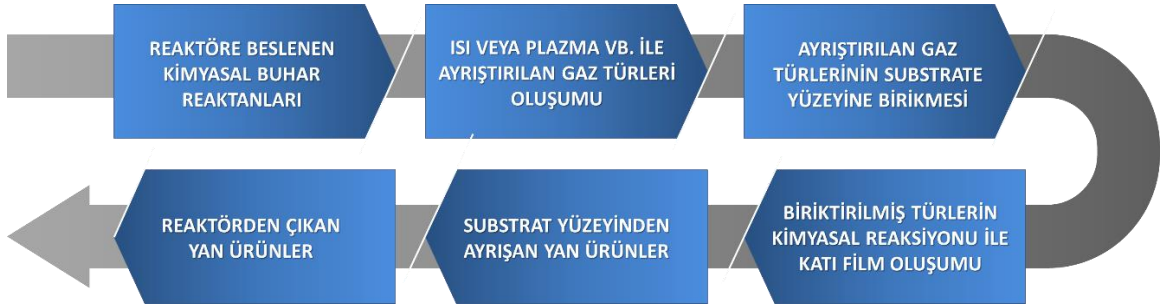 REAKTÖRE BESLENEN
KİMYASAL BUHAR
REAKTANLARI
ISI VEYA PLAZMA VB. İLE
AYRIŞTIRILAN GAZ TÜRLERİ
OLUŞUMU
AYRIŞTIRILAN GAZ
TÜRLERİNİN SUBSTRATE
YÜZEYİNE BİRİKMESİ
BİRİKTİRİLMİŞ TÜRLERİN
KİMYASAL REAKSİYONU İLE
KATI FİLM OLUŞUMU
SUBSTRAT YÜZEYİNDEN
AYRIŞAN YAN ÜRÜNLER
REAKTÖRDEN ÇIKAN
YAN ÜRÜNLER